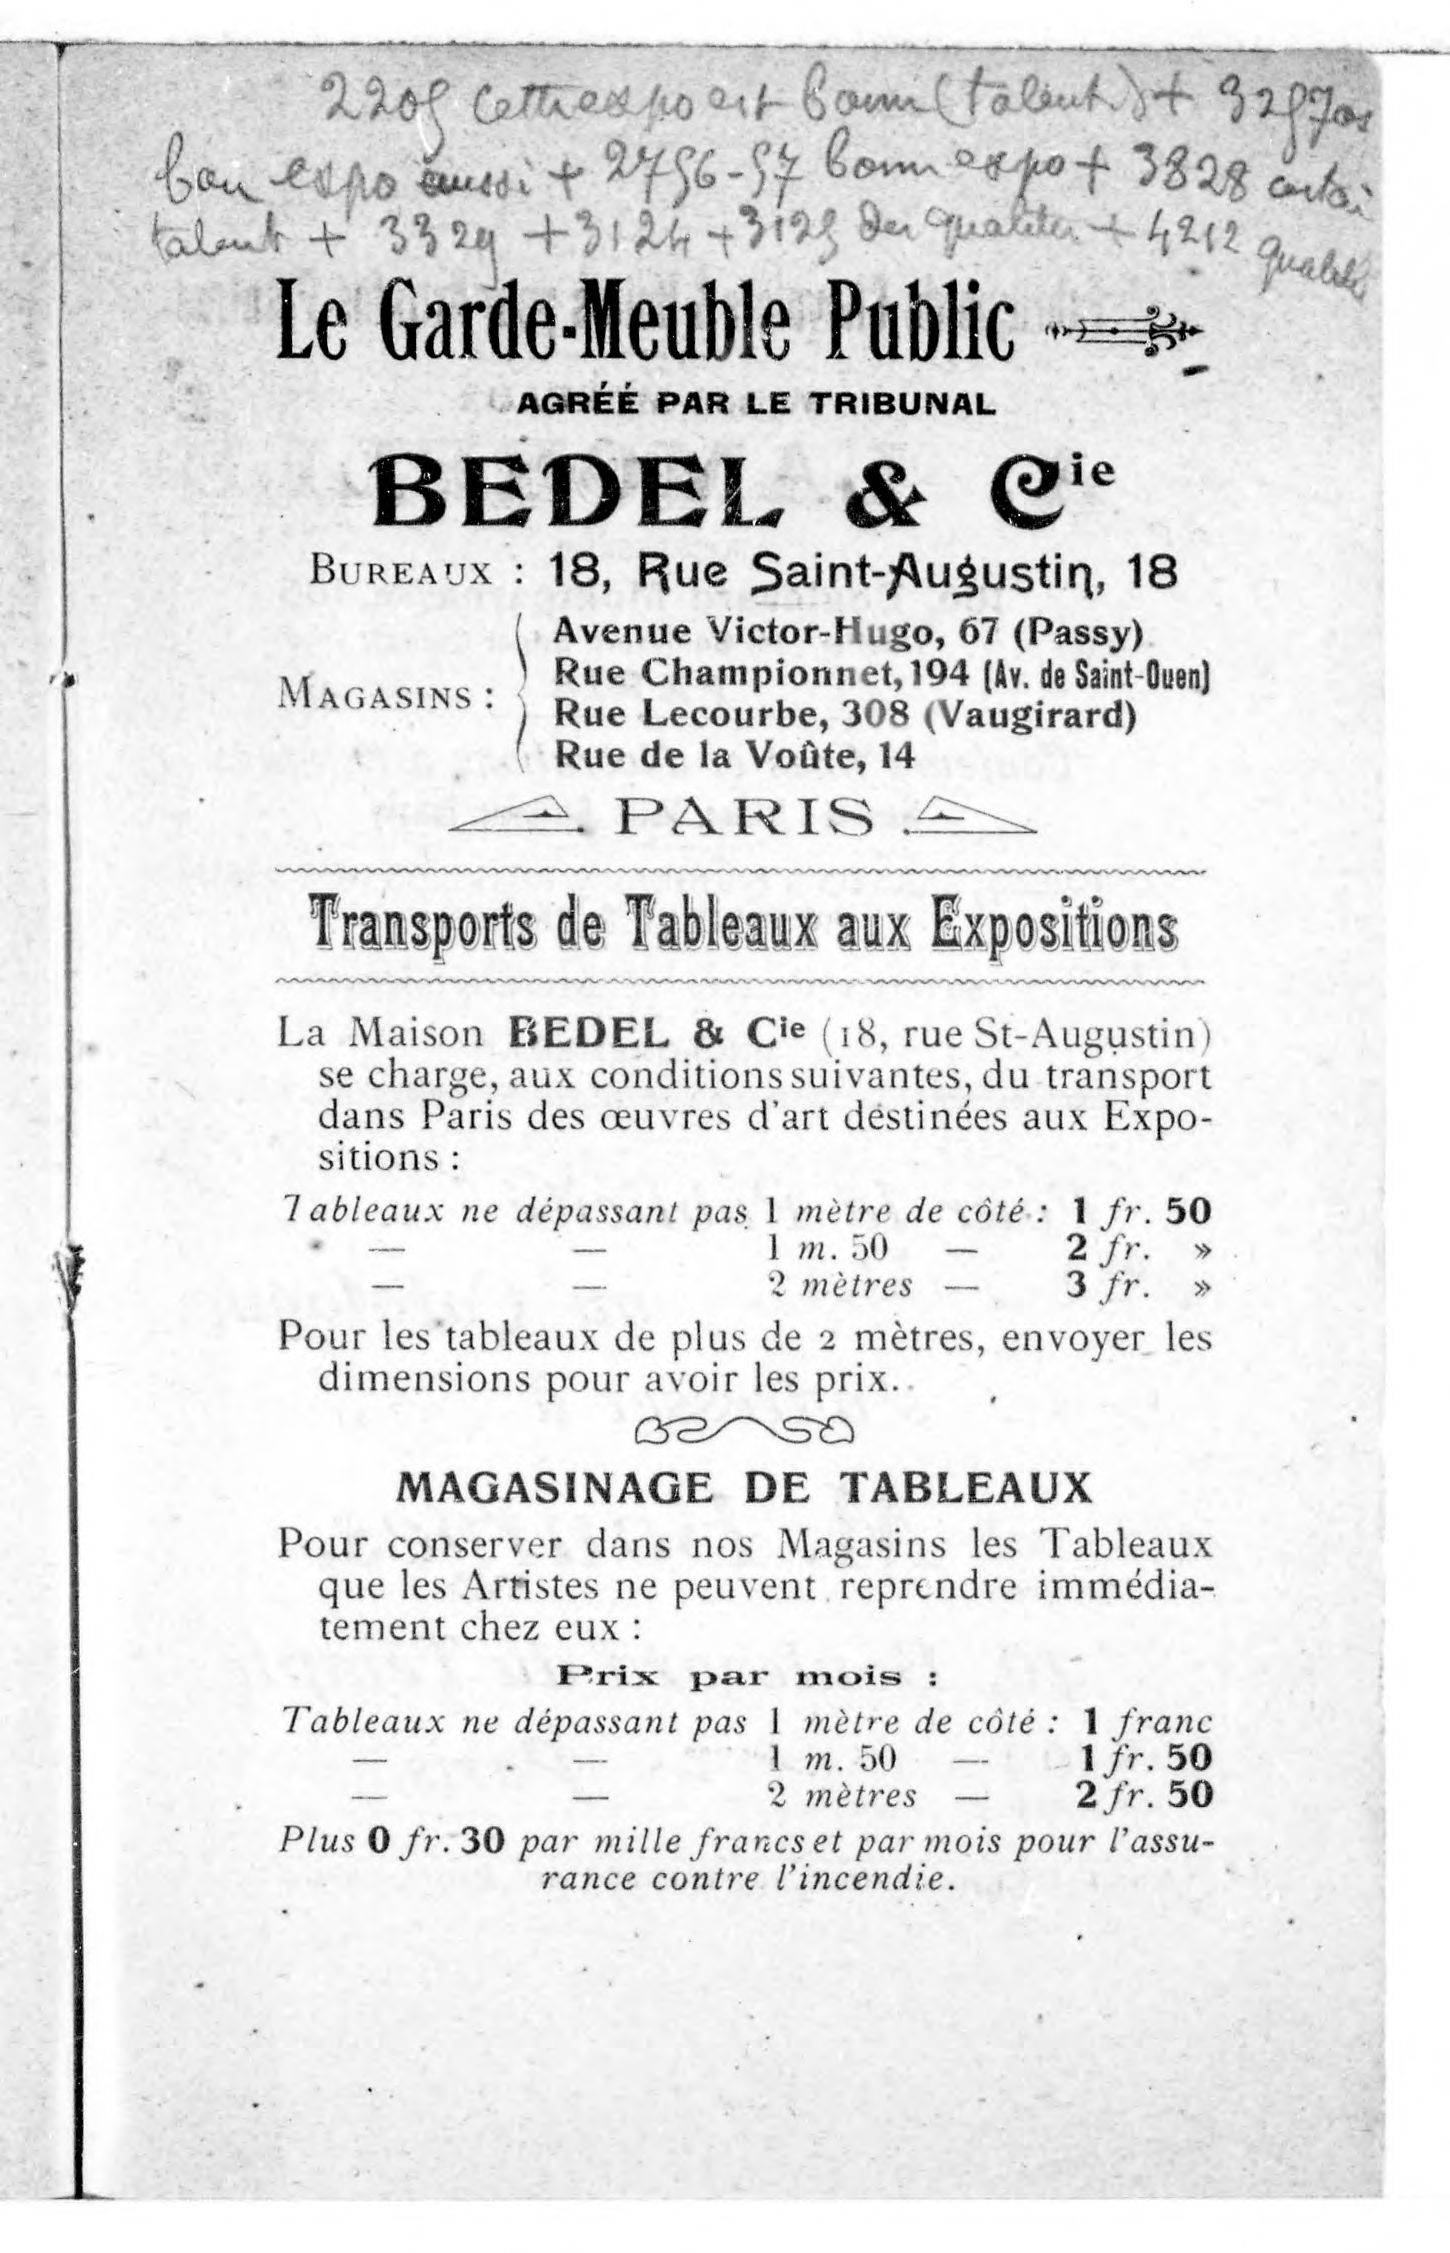 2205 cette expo est bonne (talent) + 3257
bon expo aussi + 2756-57 bonne expo + 3828 certai
talent + 3329 + 3124 + 3125 des qualités + 4212 qualités
Le Garde-Meuble Public
AGRÉÉ PAR LE TRIBUNAL
BEDEL & Cie
BUREAUX : 18, Rue Saint-Augustin, 18
MAGASINS :
Avenue Victor-Hugo, 67 (Passy)
Rue Championnet, 194 (Av. de Saint-Ouen)
Rue Lecourbe, 308 (Vaugirard)
Rue de la Voûte, 14
PARIS
Transports de Tableaux aux Expositions
La Maison BEDEL & Cie (18, rue St-Augustin)
se charge, aux conditions suivantes, du transport
dans Paris des œuvres d'art destinées aux Expo-
sitions :
Tableaux ne dépassant pas 1 mètre de côté : 1 fr. 50
— — 1 m. 50 — 2 fr. »
— — 2 mètres — 3 fr. »
Pour les tableaux de plus de 2 mètres, envoyer les
dimensions pour avoir les prix.
MAGASINAGE DE TABLEAUX
Pour conserver dans nos Magasins les Tableaux
que les Artistes ne peuvent reprendre immédia-
tement chez eux :
Prix par mois :
Tableaux ne dépassant pas 1 mètre de côté : 1 franc
— — 1 m. 50 — 1 fr. 50
— — 2 mètres — 2 fr. 50
Plus 0 fr. 30 par mille francs et par mois pour l'assu-
rance contre l'incendie.